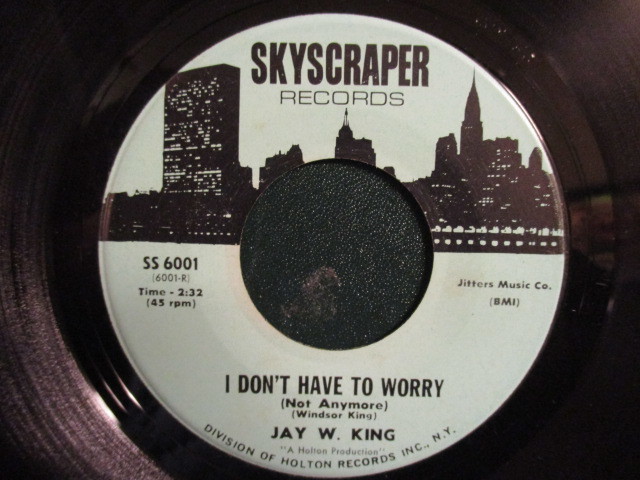 SKYSCRAPER
RECORDS
SS 6001
(6001-R)
Time - 2:32
(45 rpm)
Jitters Music Co.
(BMI)
I DON'T HAVE TO WORRY
(Not Anymore)
(Windsor King)
JAY W. KING
"A Holton Production"
DIVISION OF HOLTON RECORDS INC., N.Y.